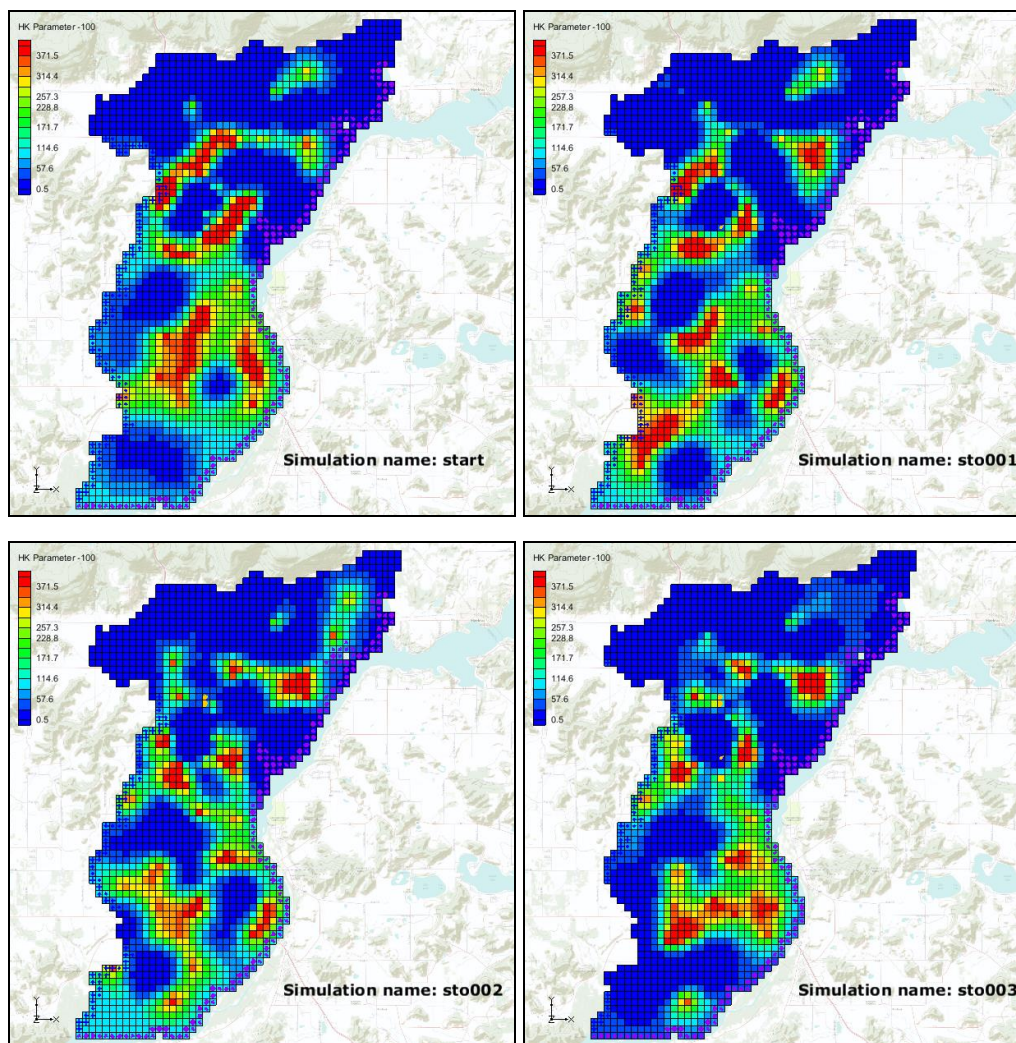 HK Parameter -100
371.5
314.4
257.3
228.8
171.7
114.6
57.6
0.5
Simulation name: start
Y
Z X
HK Parameter -100
371.5
314.4
257.3
228.8
171.7
114.6
57.6
0.5
Simulation name: sto001
Y
Z X
HK Parameter -100
371.5
314.4
257.3
228.8
171.7
114.6
57.6
0.5
Simulation name: sto002
Y
Z X
HK Parameter -100
371.5
314.4
257.3
228.8
171.7
114.6
57.6
0.5
Simulation name: sto003
Y
Z X